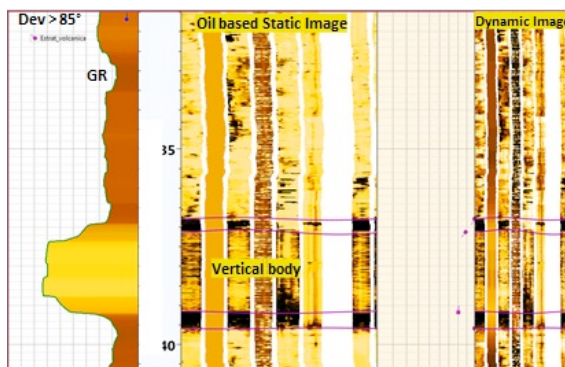 Dev > 85°
Oil based Static Image
Dynamic Image
Estrat_volcanica
GR
35
Vertical body
40